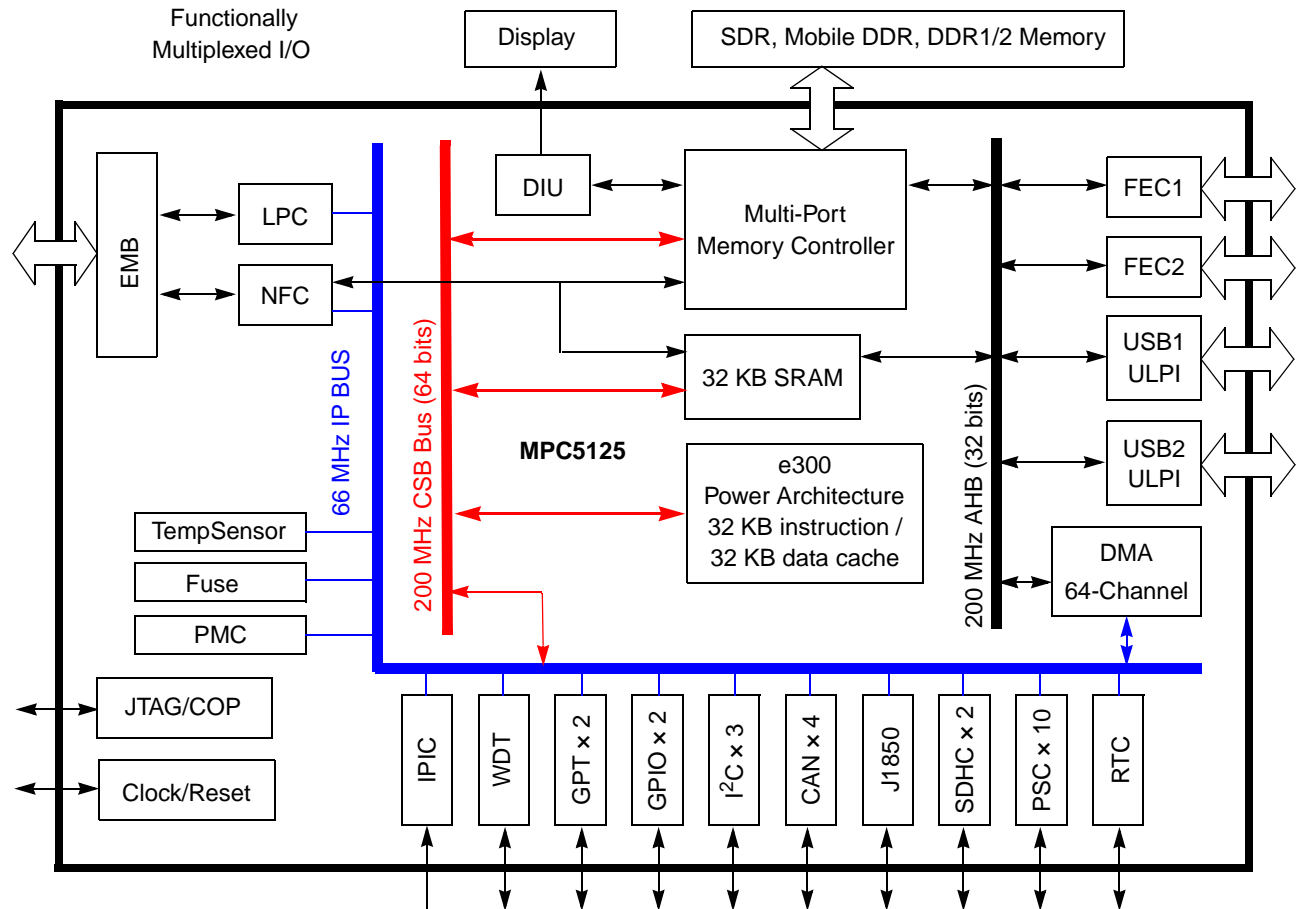 Functionally
Multiplexed I/O
Display
SDR, Mobile DDR, DDR1/2 Memory
EMB
LPC
NFC
DIU
Multi-Port
Memory Controller
FEC1
FEC2
USB1
ULPI
USB2
ULPI
32 KB SRAM
66 MHz IP BUS
200 MHz CSB Bus (64 bits)
MPC5125
e300
Power Architecture
32 KB instruction /
32 KB data cache
200 MHz AHB (32 bits)
DMA
64-Channel
TempSensor
Fuse
PMC
JTAG/COP
Clock/Reset
IPIC
WDT
GPT × 2
GPIO × 2
I²C × 3
CAN × 4
J1850
SDHC × 2
PSC × 10
RTC